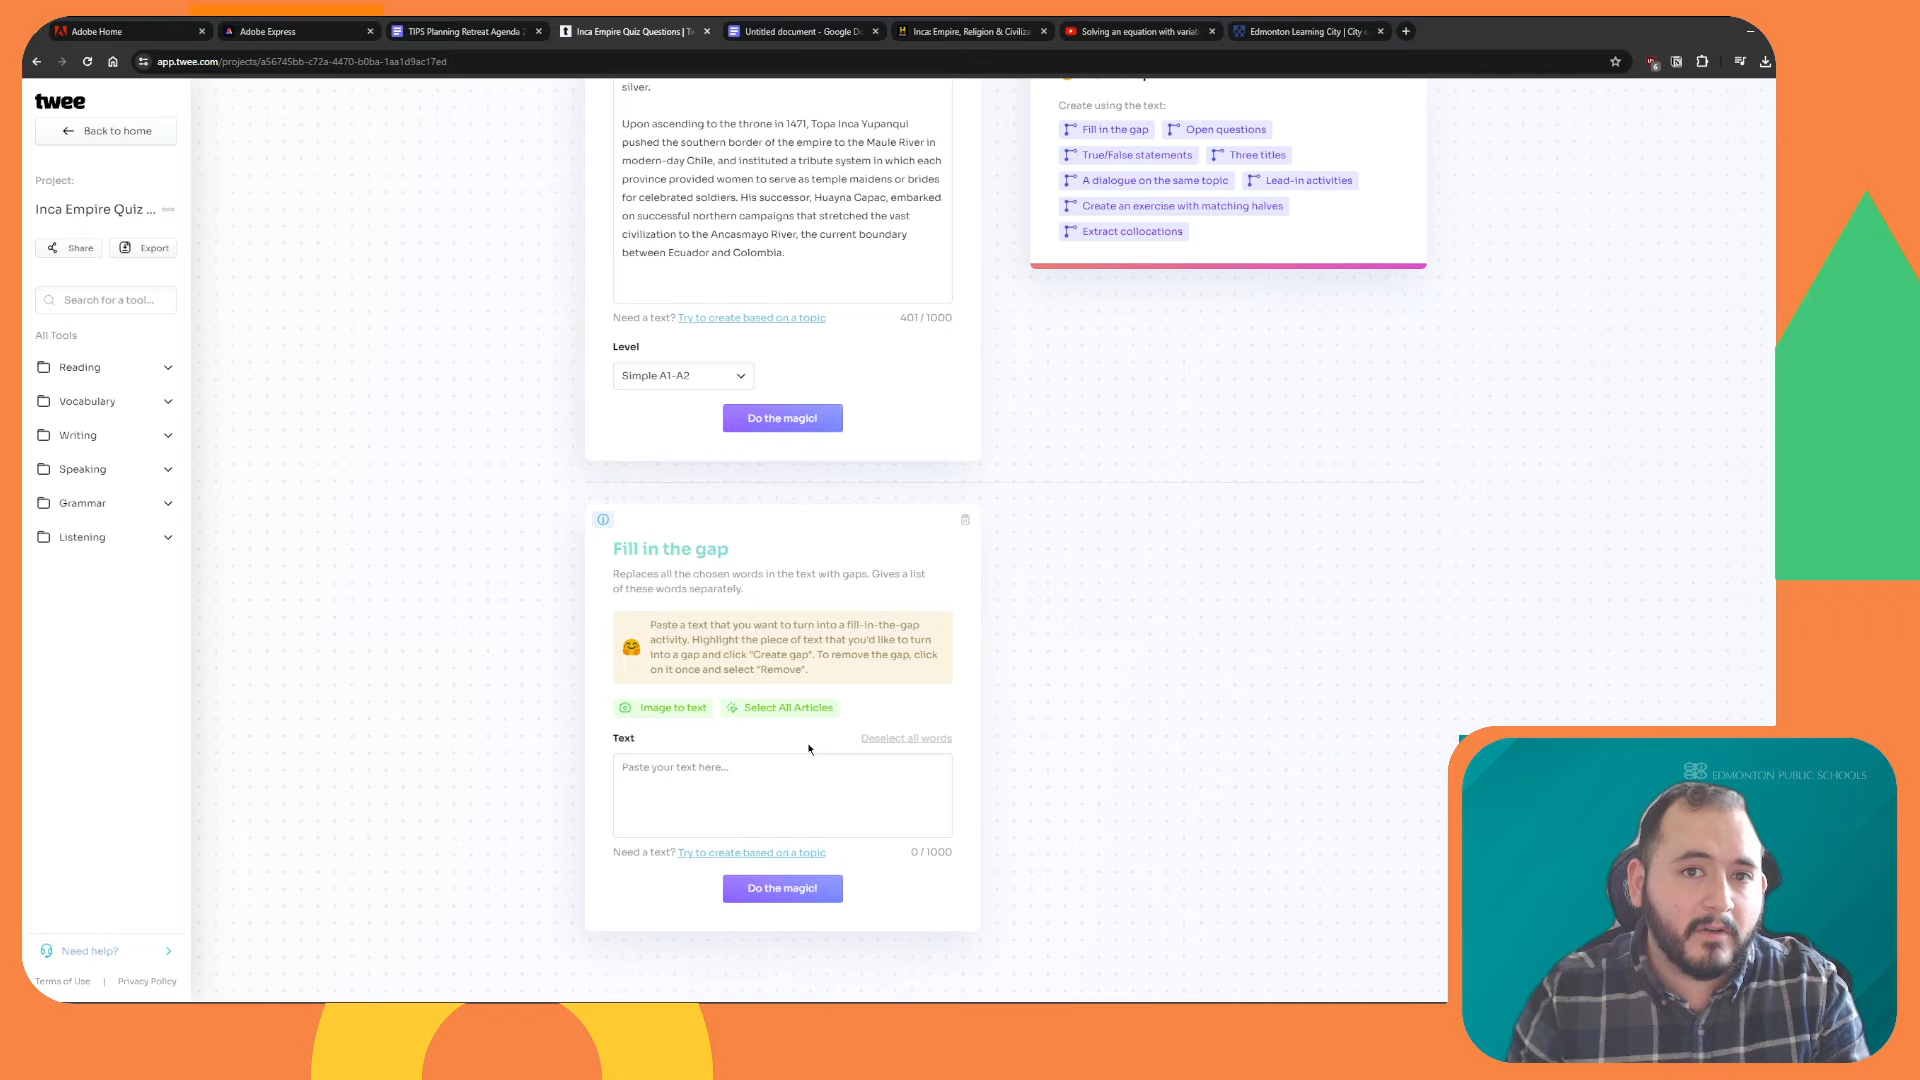 Adobe Home
Adobe Express
TIPS Planning Retreat Agenda 2
Inca Empire Quiz Questions | Tw
Untitled document - Google Do
Inca: Empire, Religion & Civiliza
Solving an equation with variab
Edmonton Learning City | City o
app.twee.com/projects/a56745bb-c72a-4470-b0ba-1aa1d9ac17ed
6
twee
Back to home
Project:
Inca Empire Quiz ...
Share
Export
Search for a tool...
All Tools
Reading
Vocabulary
Writing
Speaking
Grammar
Listening
Need help?
Terms of Use | Privacy Policy
silver.
Upon ascending to the throne in 1471, Topa Inca Yupanqui
pushed the southern border of the empire to the Maule River in
modern-day Chile, and instituted a tribute system in which each
province provided women to serve as temple maidens or brides
for celebrated soldiers. His successor, Huayna Capac, embarked
on successful northern campaigns that stretched the vast
civilization to the Ancasmayo River, the current boundary
between Ecuador and Colombia.
Need a text? Try to create based on a topic
401 / 1000
Level
Simple A1-A2
Do the magic!
Create using the text:
Fill in the gap
Open questions
True/False statements
Three titles
A dialogue on the same topic
Lead-in activities
Create an exercise with matching halves
Extract collocations
Fill in the gap
Replaces all the chosen words in the text with gaps. Gives a list
of these words separately.
Paste a text that you want to turn into a fill-in-the-gap
activity. Highlight the piece of text that you'd like to turn
into a gap and click "Create gap". To remove the gap, click
on it once and select "Remove".
Image to text
Select All Articles
Text
Deselect all words
Paste your text here...
Need a text? Try to create based on a topic
0 / 1000
Do the magic!
EDMONTON PUBLIC SCHOOLS